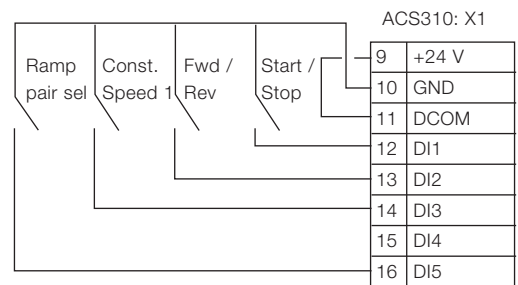 ACS310: X1
Ramp
pair sel
Const.
Speed 1
Fwd /
Rev
Start /
Stop
9 +24 V
10 GND
11 DCOM
12 DI1
13 DI2
14 DI3
15 DI4
16 DI5